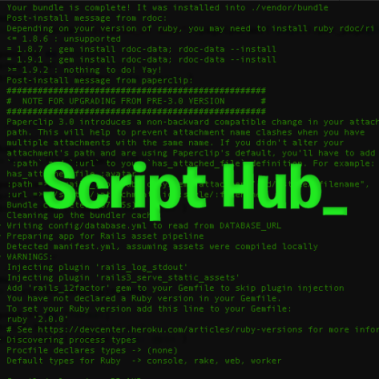 Your bundle is complete! It was installed into ./vendor/bundle
Post-install message from rdoc:
Depending on your version of ruby, you may need to install ruby rdoc/ri
<= 1.8.6 : unsupported
= 1.8.7 : gem install rdoc-data; rdoc-data --install
= 1.9.1 : gem install rdoc-data; rdoc-data --install
>= 1.9.2 : nothing to do! Yay!
Post-install message from paperclip:
##################################################
# NOTE FOR UPGRADING FROM PRE-3.0 VERSION #
##################################################
Paperclip 3.0 introduces a non-backward compatible change in your attach
path. This will help to prevent attachment name clashes when you have
multiple attachments with the same name. If you didn't alter your
attachment's path and are using Paperclip's default, you'll have to add
`:path` `:url` to your `has_attached_file` definition. For example:
Script Hub_
Bundle
Cleaning up the bundler cache
Writing config/database.yml to read from DATABASE_URL
Preparing app for Rails asset pipeline
Detected manifest.yml, assuming assets were compiled locally
WARNINGS:
Injecting plugin 'rails_log_stdout'
Injecting plugin 'rails3_serve_static_assets'
Add 'rails_12factor' gem to your Gemfile to skip plugin injection
You have not declared a Ruby version in your Gemfile.
To set your Ruby version add this line to your Gemfile:
ruby '2.0.0'
# See https://devcenter.heroku.com/articles/ruby-versions for more infor
Discovering process types
Procfile declares types -> (none)
Default types for Ruby -> console, rake, web, worker